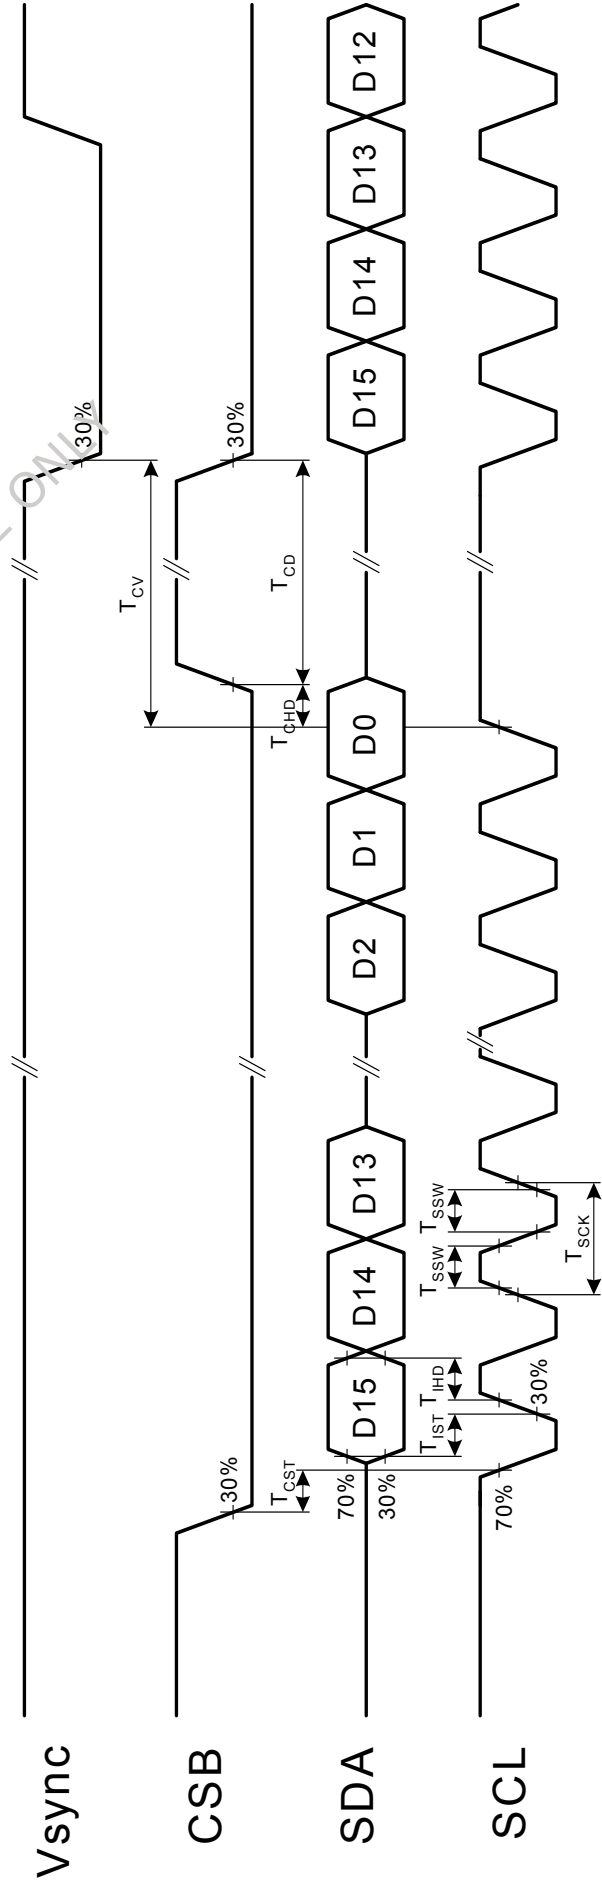 Vsync
30%
T_CV
CSB
30%
30%
T_CD
T_CHD
T_CST
SDA
70%
30%
D15
D14
D13
D2
D1
D0
D15
D14
D13
D12
T_IST
T_IHD
T_SSW
T_SSW
SCL
70%
30%
T_SCK
ONLY